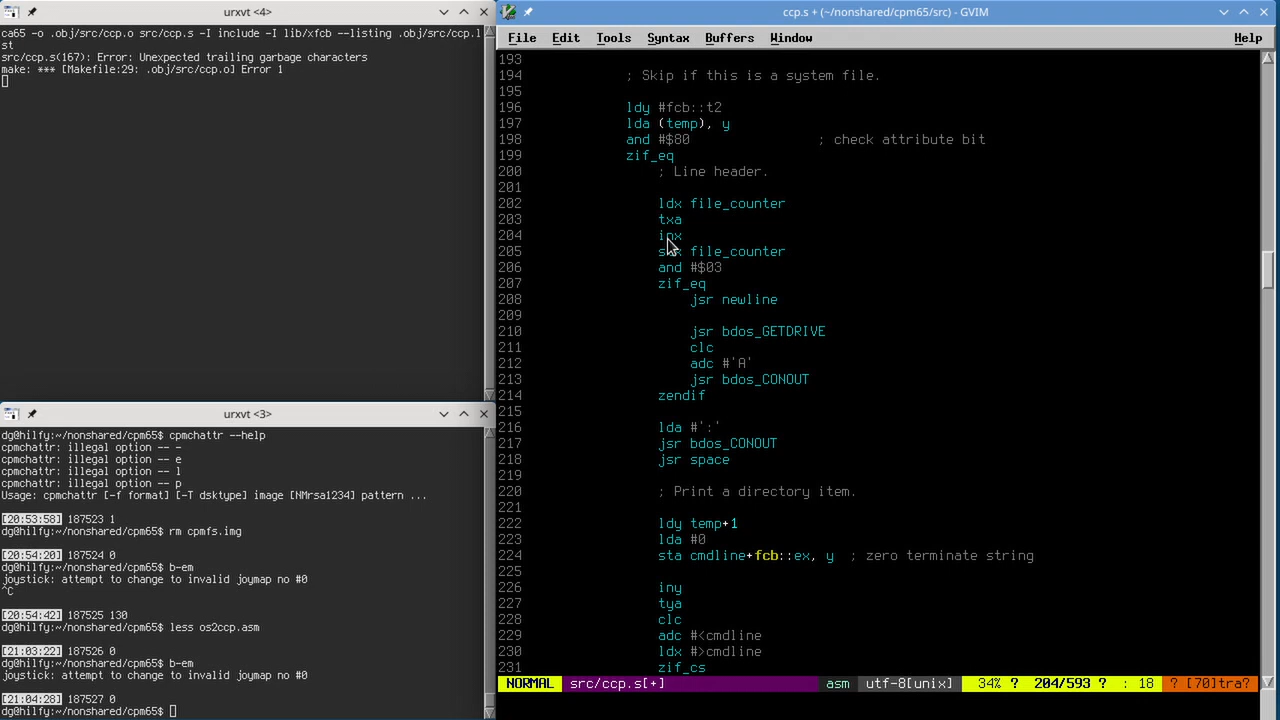 urxvt <4>
ca65 -o .obj/src/ccp.o src/ccp.s -I include -I lib/xfcb --listing .obj/src/ccp.l
st
src/ccp.s(167): Error: Unexpected trailing garbage characters
make: *** [Makefile:29: .obj/src/ccp.o] Error 1
urxvt <3>
dg@hilfy:~/nonshared/cpm65$ cpmchattr --help
cpmchattr: illegal option -- -
cpmchattr: illegal option -- e
cpmchattr: illegal option -- l
cpmchattr: illegal option -- p
Usage: cpmchattr [-f format] [-T dsktype] image [NMrsa1234] pattern ...
[20:53:58] 187523 1
dg@hilfy:~/nonshared/cpm65$ rm cpmfs.img
[20:54:20] 187524 0
dg@hilfy:~/nonshared/cpm65$ b-em
joystick: attempt to change to invalid joymap no #0
^C
[20:54:42] 187525 130
dg@hilfy:~/nonshared/cpm65$ less os2ccp.asm
[21:03:22] 187526 0
dg@hilfy:~/nonshared/cpm65$ b-em
joystick: attempt to change to invalid joymap no #0
[21:04:28] 187527 0
dg@hilfy:~/nonshared/cpm65$
ccp.s + (~/nonshared/cpm65/src) - GVIM
File Edit Tools Syntax Buffers Window Help
193
194 ; Skip if this is a system file.
195
196 ldy #fcb::t2
197 lda (temp), y
198 and #$80 ; check attribute bit
199 zif_eq
200 ; Line header.
201
202 ldx file_counter
203 txa
204 inx
205 stx file_counter
206 and #$03
207 zif_eq
208 jsr newline
209
210 jsr bdos_GETDRIVE
211 clc
212 adc #'A'
213 jsr bdos_CONOUT
214 zendif
215
216 lda #':'
217 jsr bdos_CONOUT
218 jsr space
219
220 ; Print a directory item.
221
222 ldy temp+1
223 lda #0
224 sta cmdline+fcb::ex, y ; zero terminate string
225
226 iny
227 tya
228 clc
229 adc #<cmdline
230 ldx #>cmdline
231 zif_cs
NORMAL src/ccp.s[+] asm utf-8[unix] 34% ? 204/593 ? : 18 ? [70]tra?